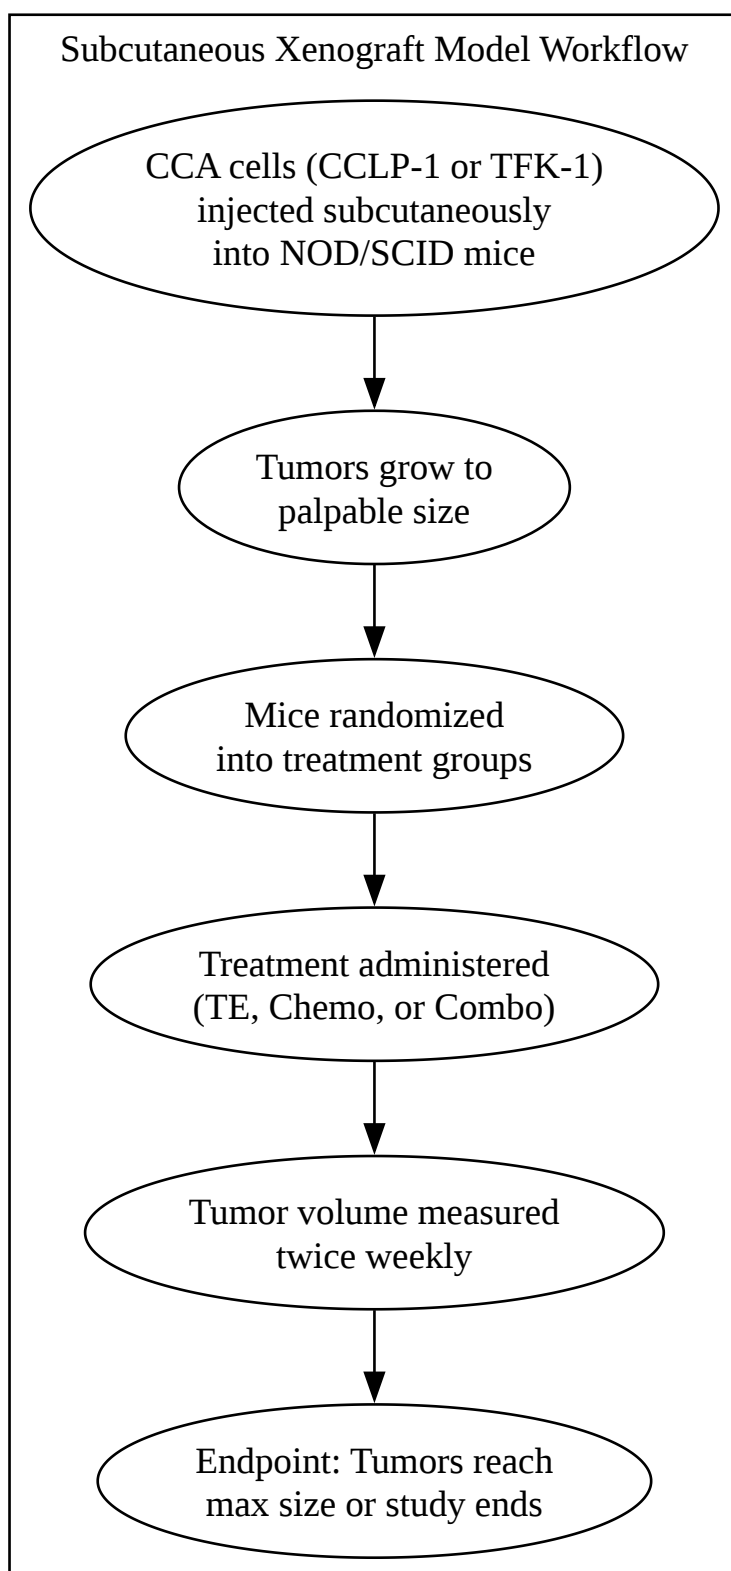 Subcutaneous Xenograft Model Workflow
CCA cells (CCLP-1 or TFK-1)
injected subcutaneously
into NOD/SCID mice
Tumors grow to
palpable size
Mice randomized
into treatment groups
Treatment administered
(TE, Chemo, or Combo)
Tumor volume measured
twice weekly
Endpoint: Tumors reach
max size or study ends